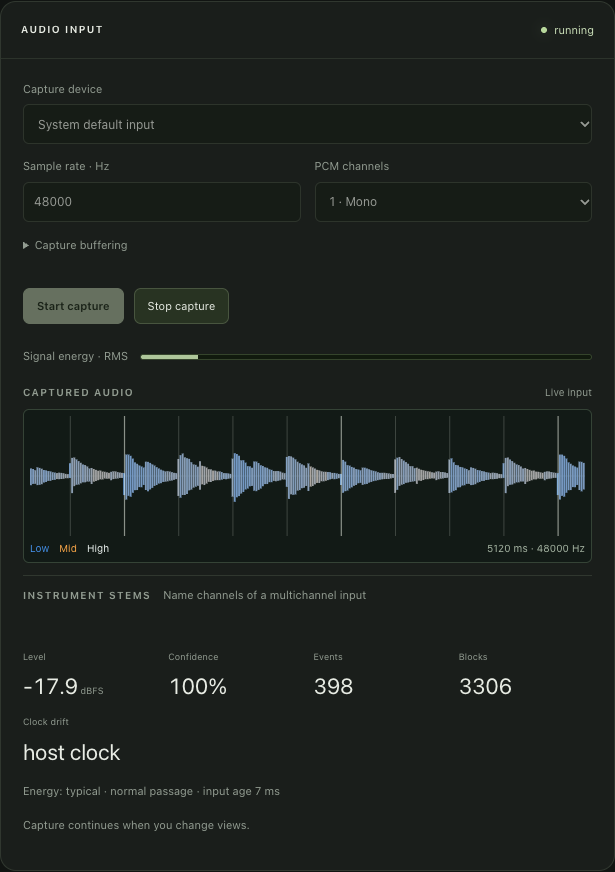 AUDIO INPUT
running
Capture device
System default input
Sample rate · Hz
PCM channels
48000
1 · Mono
Capture buffering
Start capture
Stop capture
Signal energy · RMS
CAPTURED AUDIO
Live input
Low Mid High
5120 ms · 48000 Hz
INSTRUMENT STEMS Name channels of a multichannel input
Level
Confidence
Events
Blocks
-17.9 dBFS
100%
398
3306
Clock drift
host clock
Energy: typical · normal passage · input age 7 ms
Capture continues when you change views.